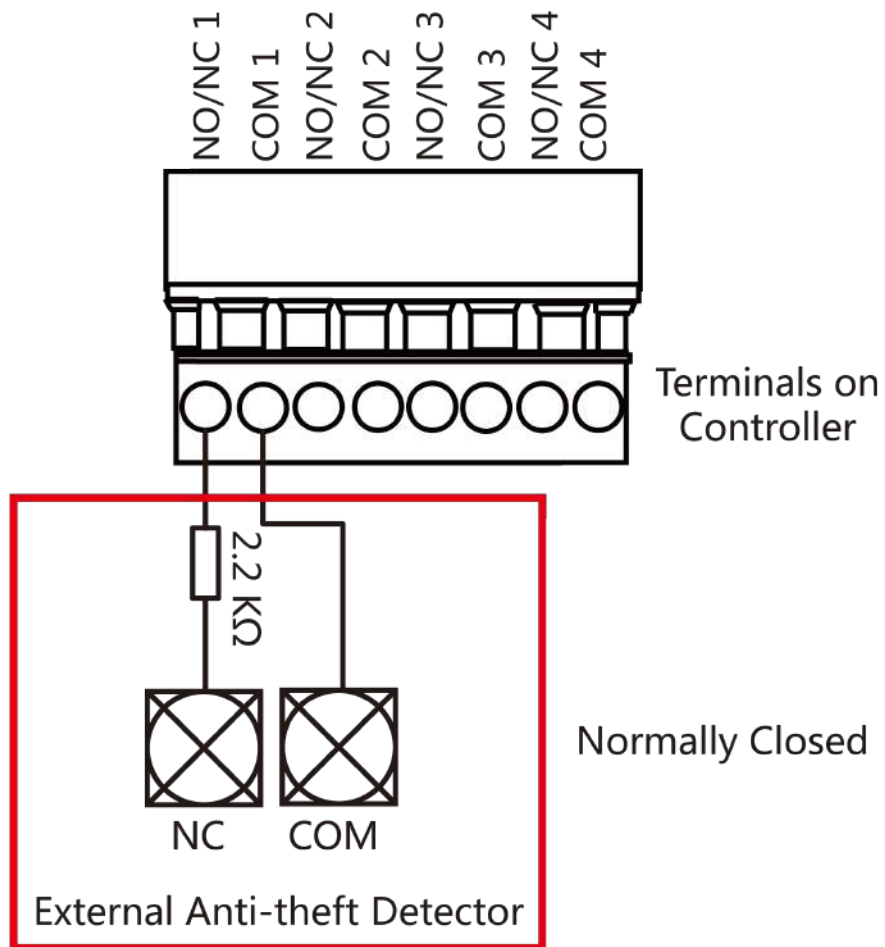 NO/NC 1
COM 1
NO/NC 2
COM 2
NO/NC 3
COM 3
NO/NC 4
COM 4
Terminals on
Controller
2.2 KΩ
Normally Closed
NC
COM
External Anti-theft Detector